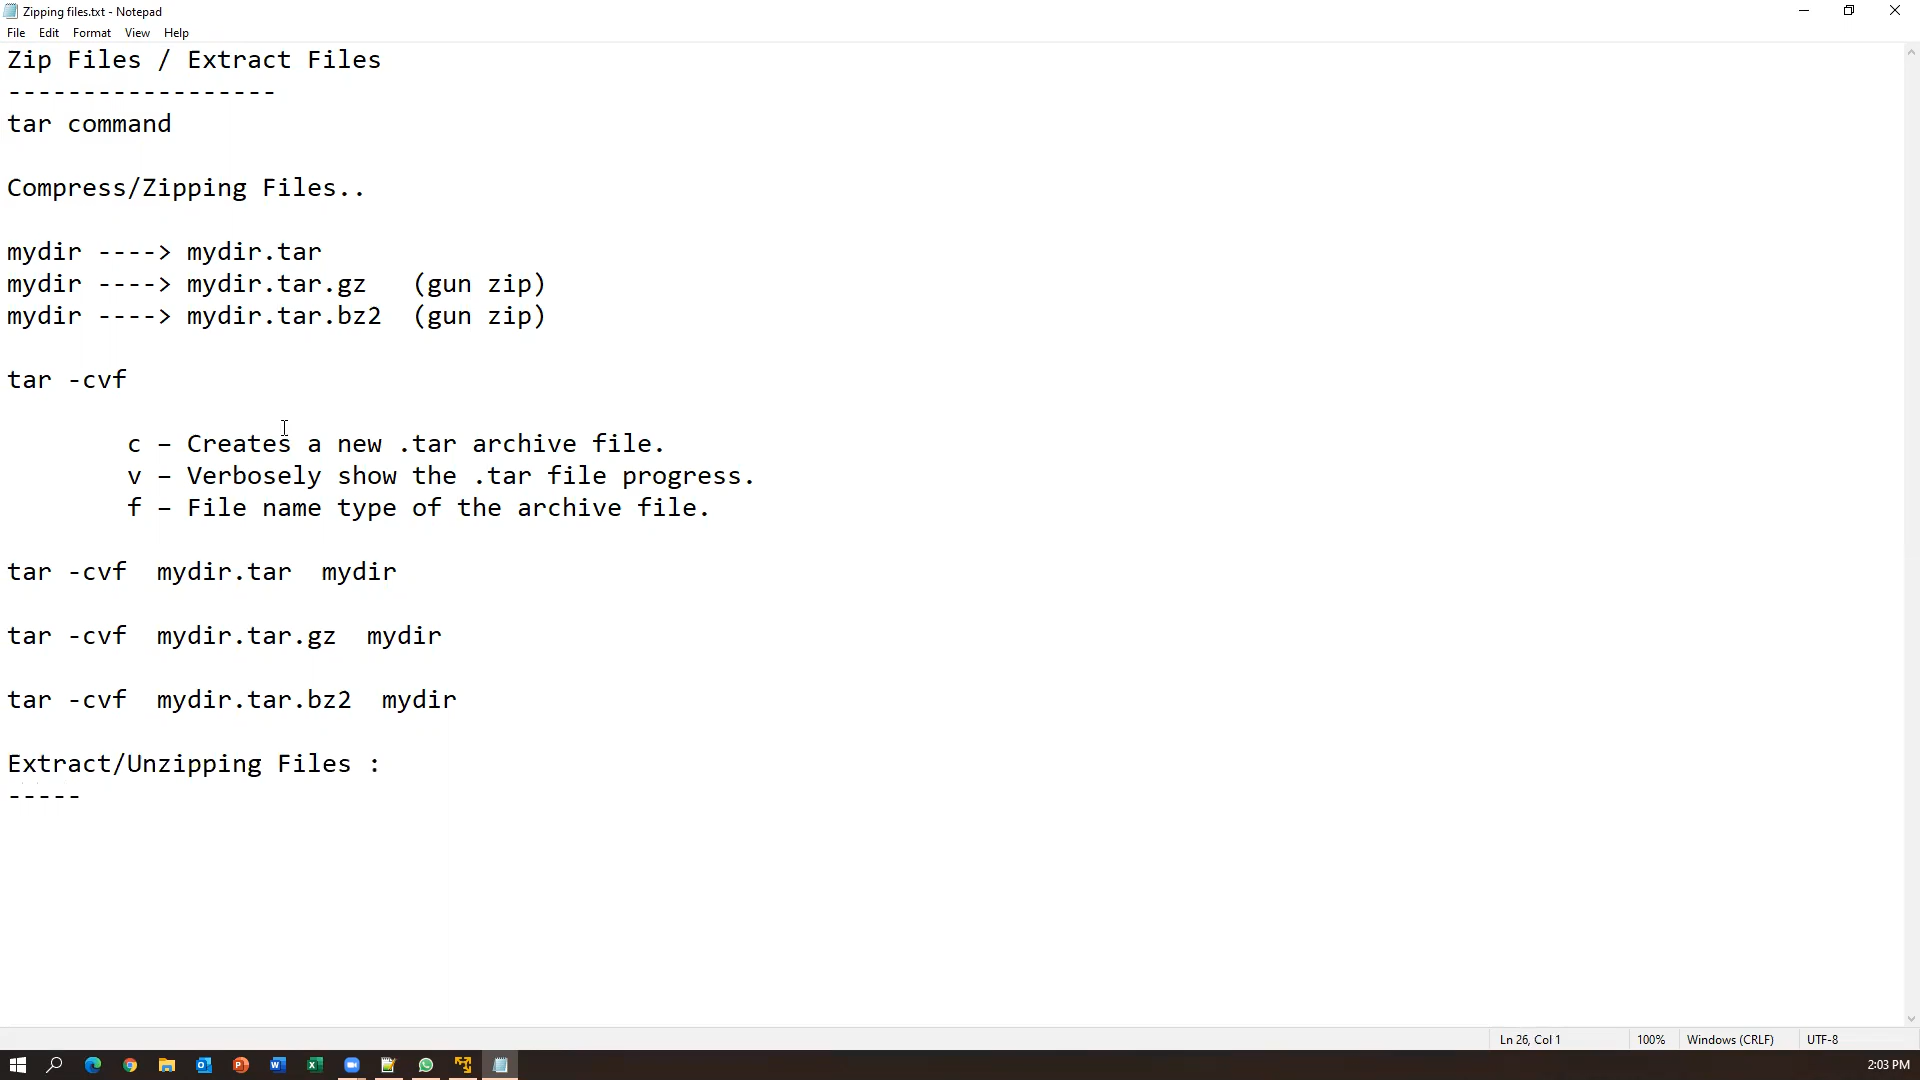 Zipping files.txt - Notepad
File Edit Format View Help
Zip Files / Extract Files
------------------
tar command
Compress/Zipping Files..
mydir ----> mydir.tar
mydir ----> mydir.tar.gz   (gun zip)
mydir ----> mydir.tar.bz2  (gun zip)
tar -cvf
c – Creates a new .tar archive file.
v – Verbosely show the .tar file progress.
f – File name type of the archive file.
tar -cvf  mydir.tar  mydir
tar -cvf  mydir.tar.gz  mydir
tar -cvf  mydir.tar.bz2  mydir
Extract/Unzipping Files :
-----
Ln 26, Col 1 100% Windows (CRLF) UTF-8
2:03 PM